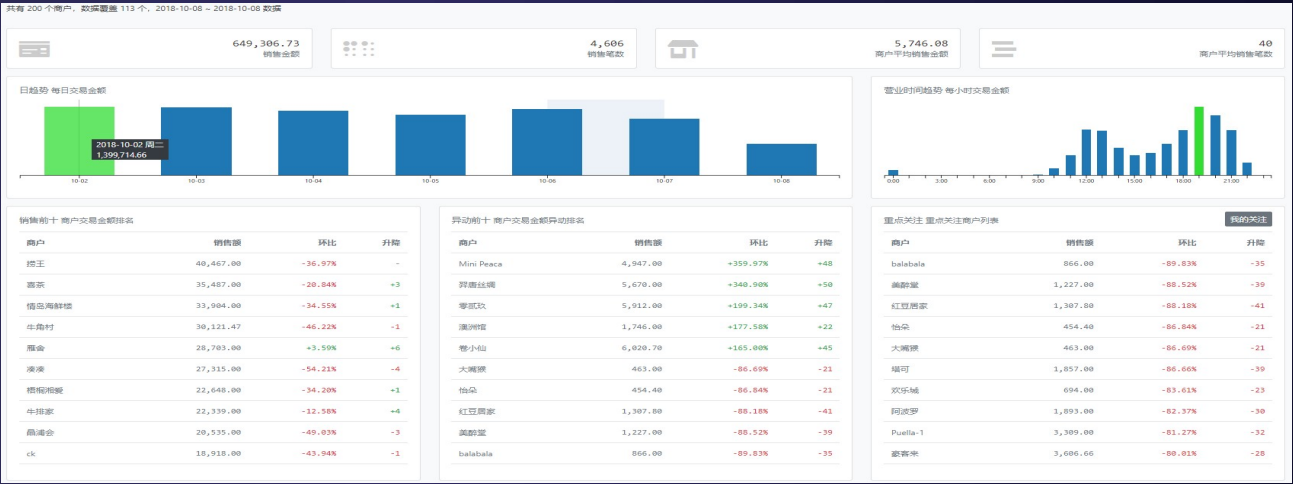 共有 200 个商户，数据覆盖 113 个，2018-10-08 ~ 2018-10-08 数据
649,306.73
销售金额
4,606
销售笔数
5,746.08
商户平均销售金额
40
商户平均销售笔数
日趋势 每日交易金额
2018-10-02 周二
1,399,714.66
10-02 10-03 10-04 10-05 10-06 10-07 10-08
营业时间趋势 每小时交易金额
0:00 3:00 6:00 9:00 12:00 15:00 18:00 21:00
销售前十 商户交易金额排名
商户 销售额 环比 升降
捞王 40,467.00 -36.97% -
喜茶 35,487.00 -20.84% +3
情岛海鲜楼 33,904.00 -34.55% +1
牛角村 30,121.47 -46.22% -1
雁会 28,703.00 +3.59% +6
凑凑 27,315.00 -54.21% -4
梧桐相爱 22,648.00 -34.20% +1
牛排家 22,339.00 -12.58% +4
晶浦会 20,535.00 -49.03% -3
ck 18,918.00 -43.94% -1
异动前十 商户交易金额异动排名
商户 销售额 环比 升降
Mini Peaca 4,947.00 +359.97% +48
羿唐丝绸 5,670.00 +340.90% +50
零贰玖 5,912.00 +199.34% +47
1,746.00 +177.58% +22
卷小仙 6,020.70 +165.00% +45
大嘴猴 463.00 -86.69% -21
怡朵 454.40 -86.84% -21
红豆居家 1,307.80 -88.18% -41
美醉堂 1,227.00 -88.52% -39
balabala 866.00 -89.83% -35
重点关注 重点关注商户列表
我的关注
商户 销售额 环比 升降
balabala 866.00 -89.83% -35
美醉堂 1,227.00 -88.52% -39
红豆居家 1,307.80 -88.18% -41
怡朵 454.40 -86.84% -21
大嘴猴 463.00 -86.69% -21
塔可 1,857.00 -86.66% -39
欢乐城 694.00 -83.61% -23
阿波罗 1,893.00 -82.37% -30
Puella-1 3,309.00 -81.27% -32
豪客来 3,606.66 -80.01% -28